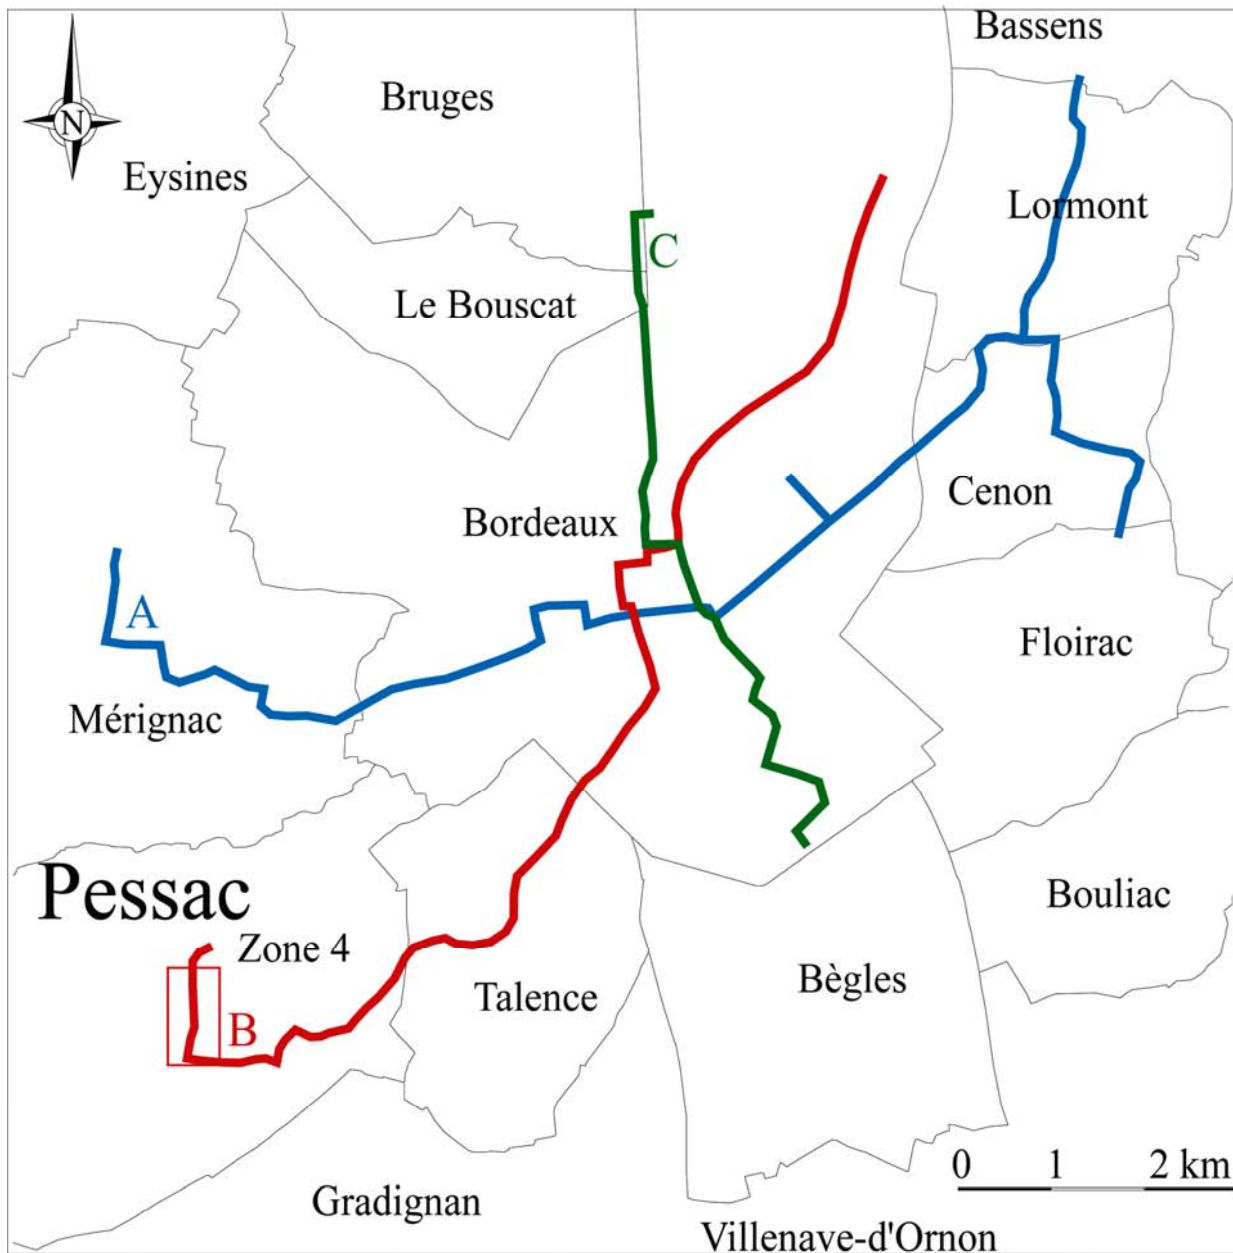 Bassens
Bruges
N
Eysines
Lormont
C
Le Bouscat
Cenon
Bordeaux
A
Floirac
Mérignac
Pessac
Bouliac
Zone 4
Bègles
Talence
B
0 1 2 km
Gradignan
Villenave-d'Ornon